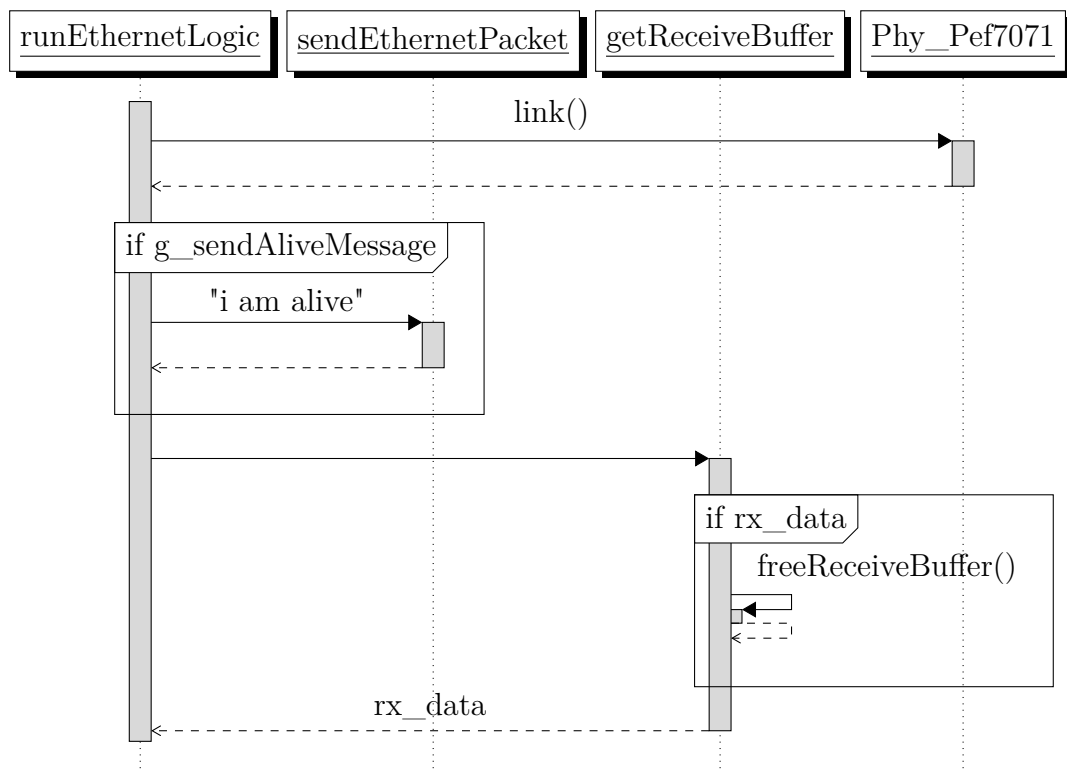 runEthernetLogic
sendEthernetPacket
getReceiveBuffer
Phy_Pef7071
link()
if g_sendAliveMessage
"i am alive"
if rx_data
freeReceiveBuffer()
rx_data